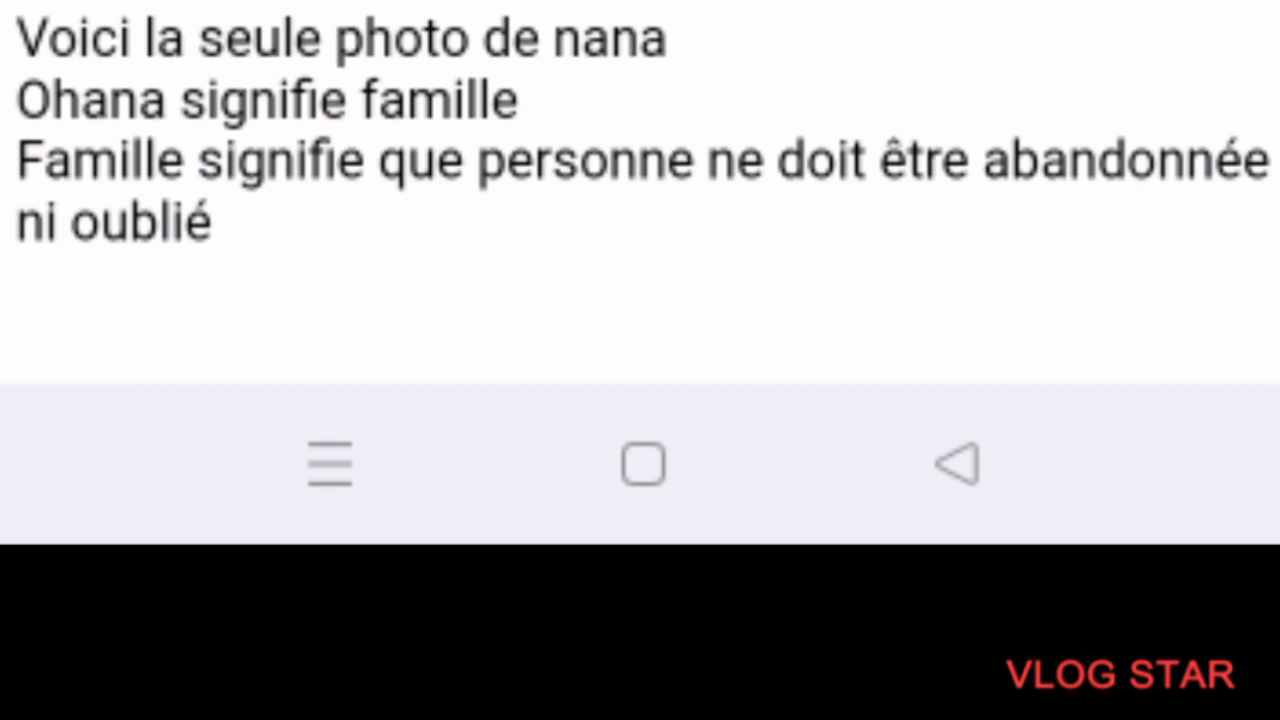 Voici la seule photo de nana
Ohana signifie famille
Famille signifie que personne ne doit être abandonnée
ni oublié
VLOG STAR